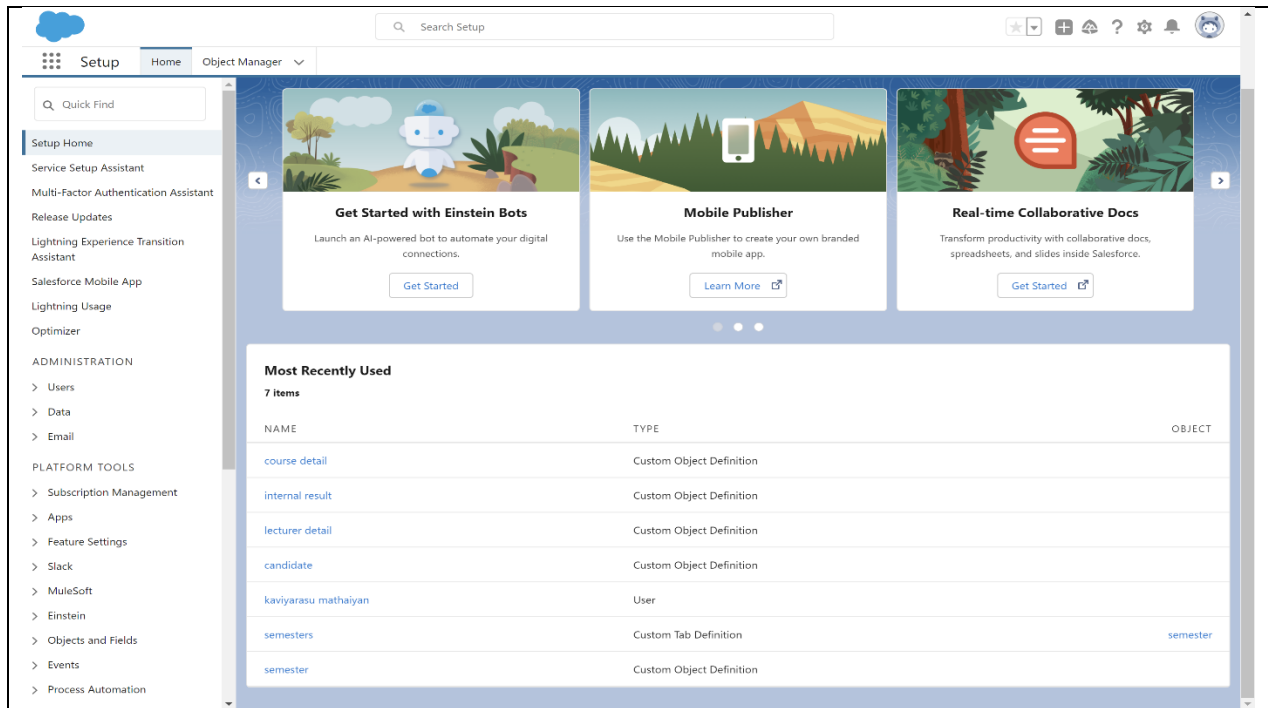 Search Setup
Setup
Home
Object Manager
Quick Find
Setup Home
Service Setup Assistant
Multi-Factor Authentication Assistant
Release Updates
Lightning Experience Transition
Assistant
Salesforce Mobile App
Lightning Usage
Optimizer
ADMINISTRATION
Users
Data
Email
PLATFORM TOOLS
Subscription Management
Apps
Feature Settings
Slack
MuleSoft
Einstein
Objects and Fields
Events
Process Automation
Get Started with Einstein Bots
Launch an AI-powered bot to automate your digital
connections.
Get Started
Mobile Publisher
Use the Mobile Publisher to create your own branded
mobile app.
Learn More
Real-time Collaborative Docs
Transform productivity with collaborative docs,
spreadsheets, and slides inside Salesforce.
Get Started
Most Recently Used
7 items
NAME TYPE OBJECT
course detail Custom Object Definition
internal result Custom Object Definition
lecturer detail Custom Object Definition
candidate Custom Object Definition
kaviyarasu mathaiyan User
semesters Custom Tab Definition semester
semester Custom Object Definition